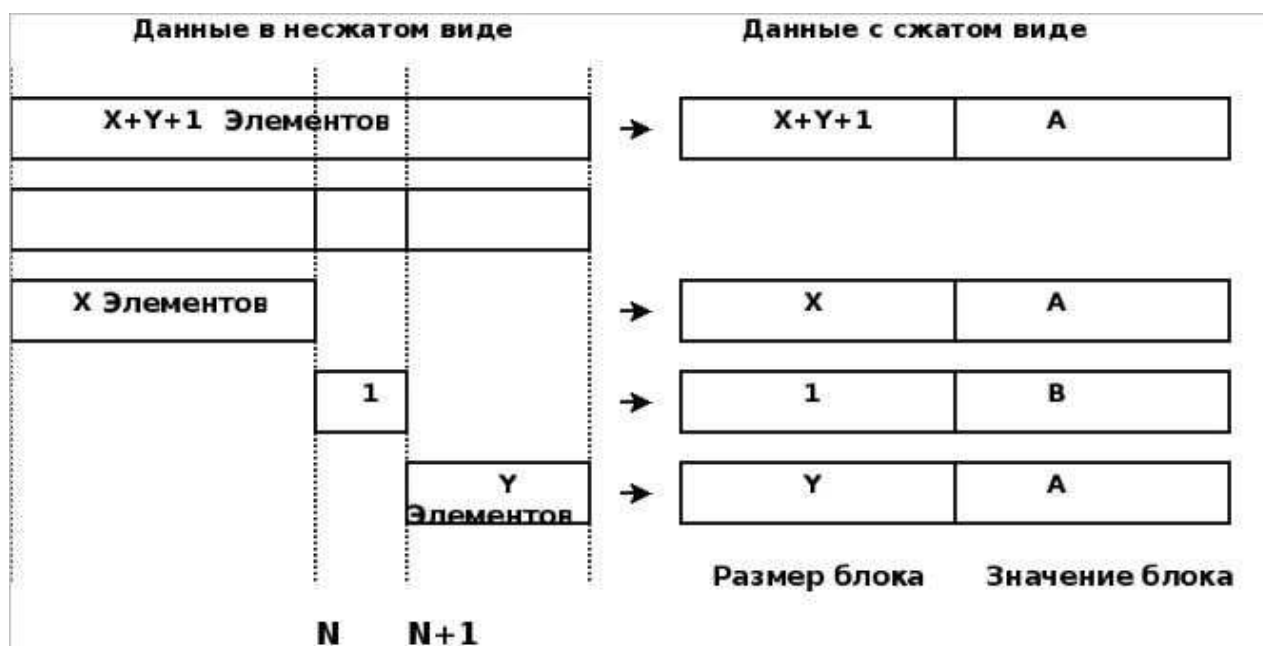 Данные в несжатом виде
Данные с сжатом виде
X+Y+1 Элементов
X+Y+1
A
X Элементов
X
A
1
1
B
Y
Элементов
Y
A
Размер блока
Значение блока
N
N+1